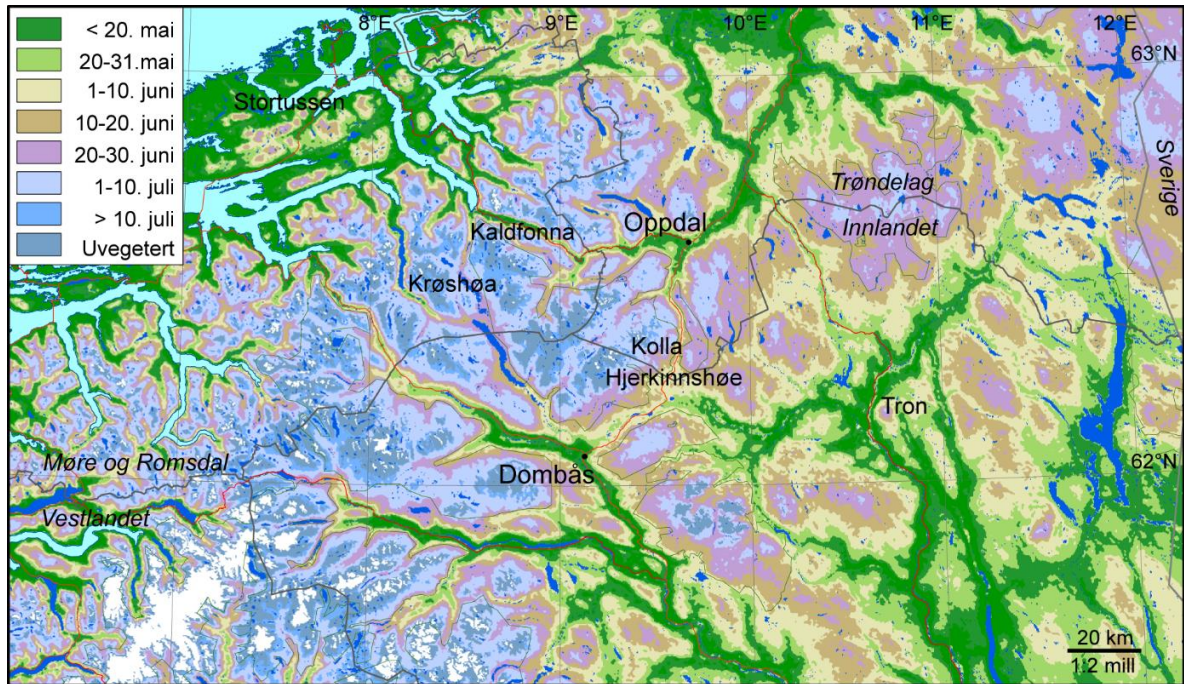 < 20. mai
20-31.mai
1-10. juni
10-20. juni
20-30. juni
1-10. juli
> 10. juli
Uvegetert
8°E
9°E
10°E
11°E
12°E
63°N
Stortussen
Sverige
Trøndelag
Innlandet
Oppdal
Kaldfonna
Krøshøa
Kolla
Hjerkinnshøe
Tron
62°N
Møre og Romsdal
Dombås
Vestlandet
20 km
1:2 mill